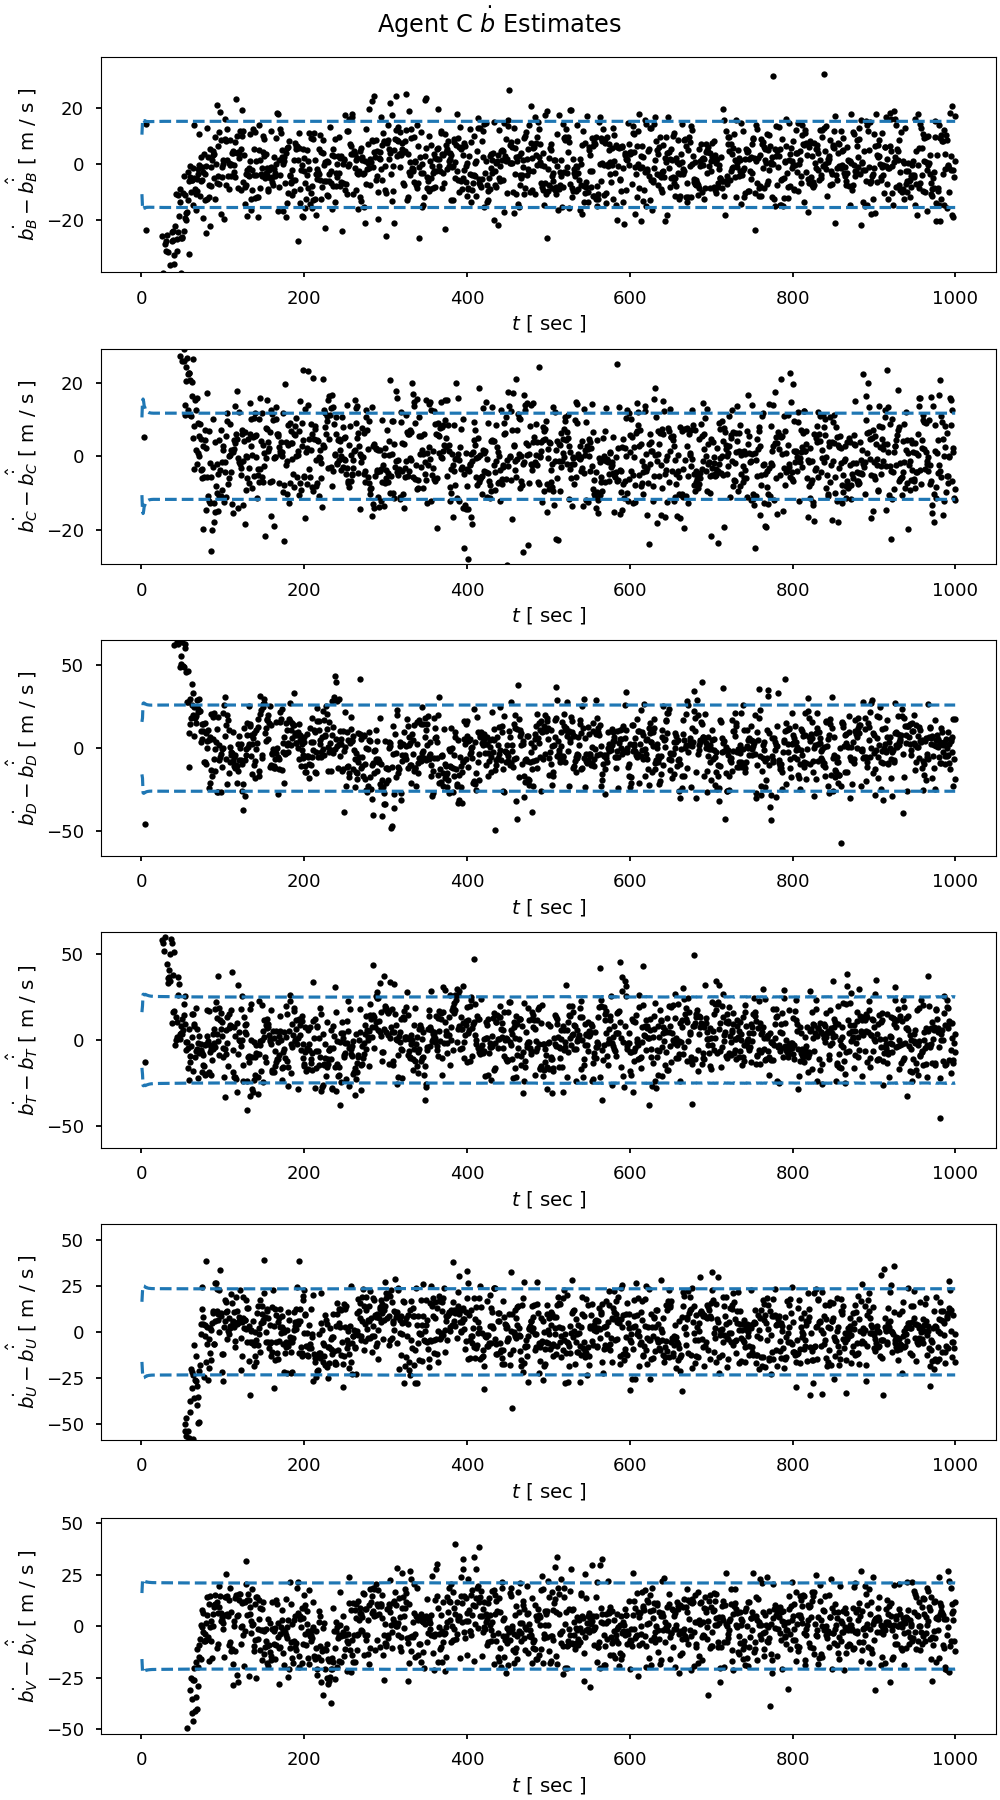 Agent C ḃ Estimates
ḃ_B − ḃ̂_B [ m / s ]
20
0
−20
0 200 400 600 800 1000
t [ sec ]
ḃ_C − ḃ̂_C [ m / s ]
20
0
−20
0 200 400 600 800 1000
t [ sec ]
ḃ_D − ḃ̂_D [ m / s ]
50
0
−50
0 200 400 600 800 1000
t [ sec ]
ḃ_T − ḃ̂_T [ m / s ]
50
0
−50
0 200 400 600 800 1000
t [ sec ]
ḃ_U − ḃ̂_U [ m / s ]
50
25
0
−25
−50
0 200 400 600 800 1000
t [ sec ]
ḃ_V − ḃ̂_V [ m / s ]
50
25
0
−25
−50
0 200 400 600 800 1000
t [ sec ]